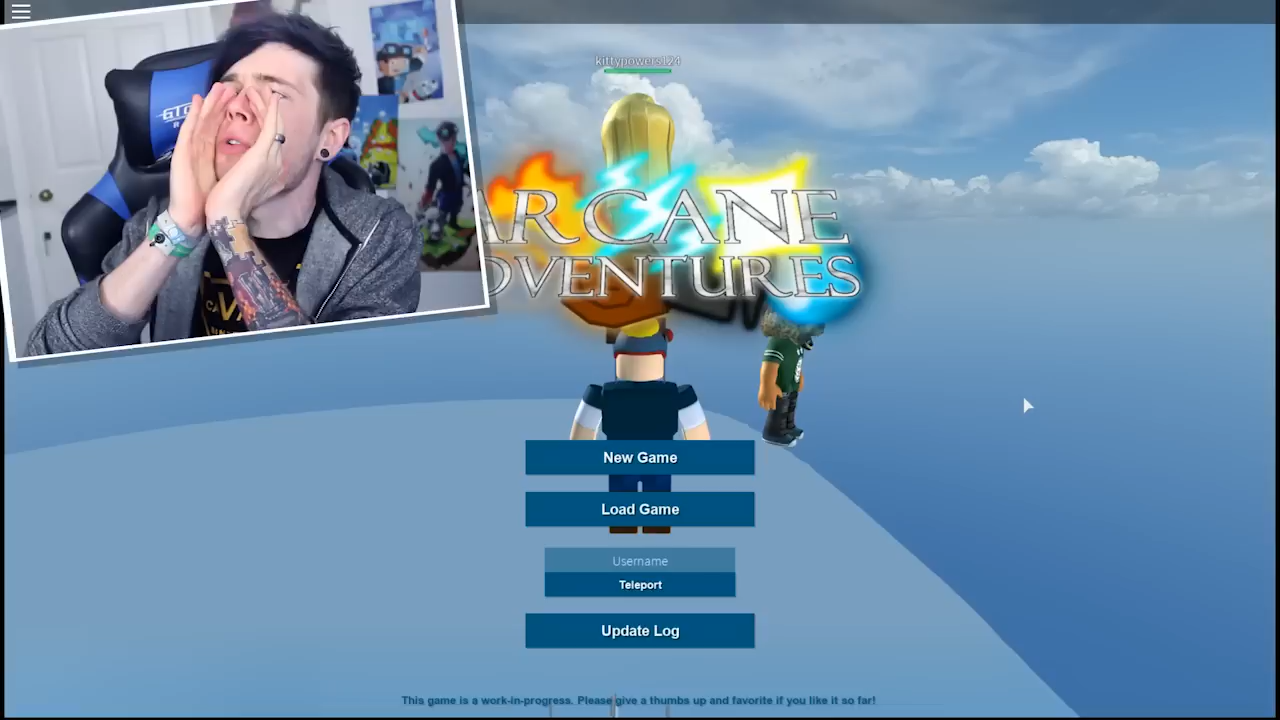 kittypowers124
ARCANE
ADVENTURES
New Game
Load Game
Username
Teleport
Update Log
This game is a work-in-progress. Please give a thumbs up and favorite if you like it so far!